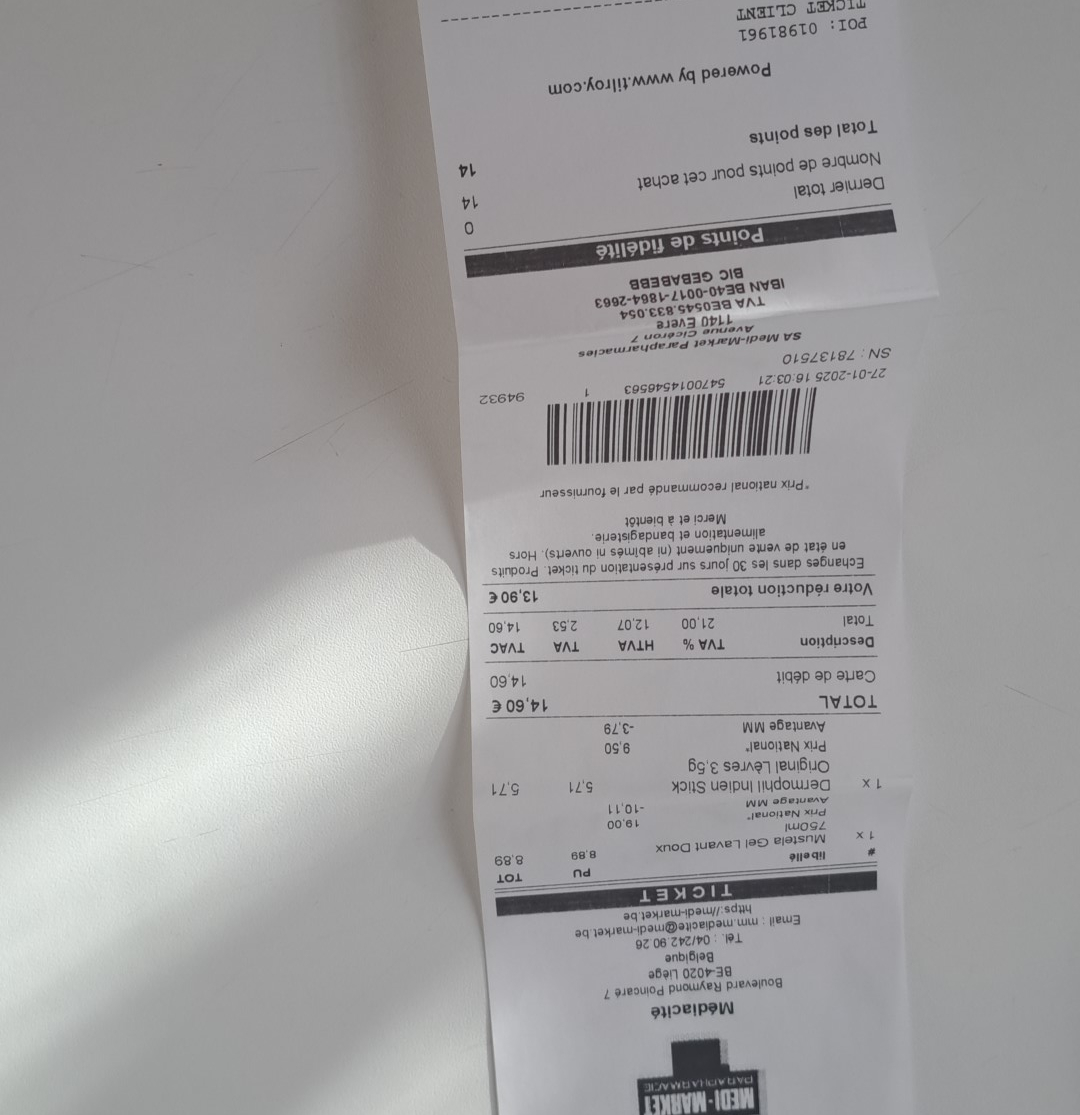 MEDI-MARKET
PARAPHARMACIE
Médiacité
Boulevard Raymond Poincaré 7
BE-4020 Liège
Belgique
Tél. : 04/242.90.26
Email : mm.mediacite@medi-market.be
https://medi-market.be
TICKET
# libellé PU TOT
1 x Mustela Gel Lavant Doux 8,89 8,89
750ml
Prix National* 19,00
Avantage MM -10,11
1 x Dermophil Indien Stick 5,71 5,71
Original Lèvres 3,5g
Prix National* 9,50
Avantage MM -3,79
TOTAL 14,60 €
Carte de débit 14,60
Description TVA % HTVA TVA TVAC
Total 21,00 12,07 2,53 14,60
Votre réduction totale 13,90 €
Echanges dans les 30 jours sur présentation du ticket. Produits
en état de vente uniquement (ni abîmés ni ouverts). Hors
alimentation et bandagisterie.
Merci et à bientôt
*Prix national recommandé par le fournisseur
27-01-2025 16:03:21 5470014546563 1 94932
SN : 78137510
SA Medi-Market Parapharmacies
Avenue Cicéron 7
1140 Evere
TVA BE0545.833.054
IBAN BE40-0017-1864-2663
BIC GEBABEBB
Points de fidélité
Dernier total 0
Nombre de points pour cet achat 14
Total des points 14
Powered by www.tilroy.com
POI: 01981961
TICKET CLIENT